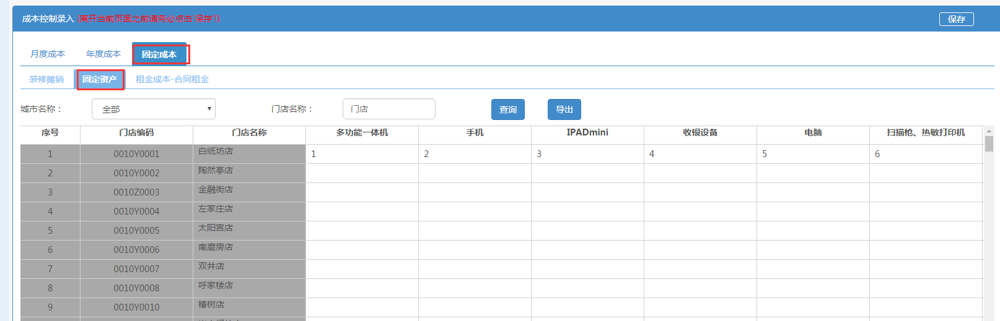 成本控制录入 (离开当前页面之前请务必点击'保存'!) 保存
月度成本 年度成本 固定成本
装修摊销 固定资产 租金成本-合同租金
城市名称： 全部 门店名称： 门店 查询 导出
序号 门店编码 门店名称 多功能一体机 手机 IPADmini 收银设备 电脑 扫描枪、热敏打印机
1 0010Y0001 白纸坊店 1 2 3 4 5 6
2 0010Y0002 陶然亭店
3 0010Z0003 金融街店
4 0010Y0004 左家庄店
5 0010Y0005 太阳宫店
6 0010Y0006 南磨房店
7 0010Y0007 双井店
8 0010Y0008 呼家楼店
9 0010Y0010 椿树店